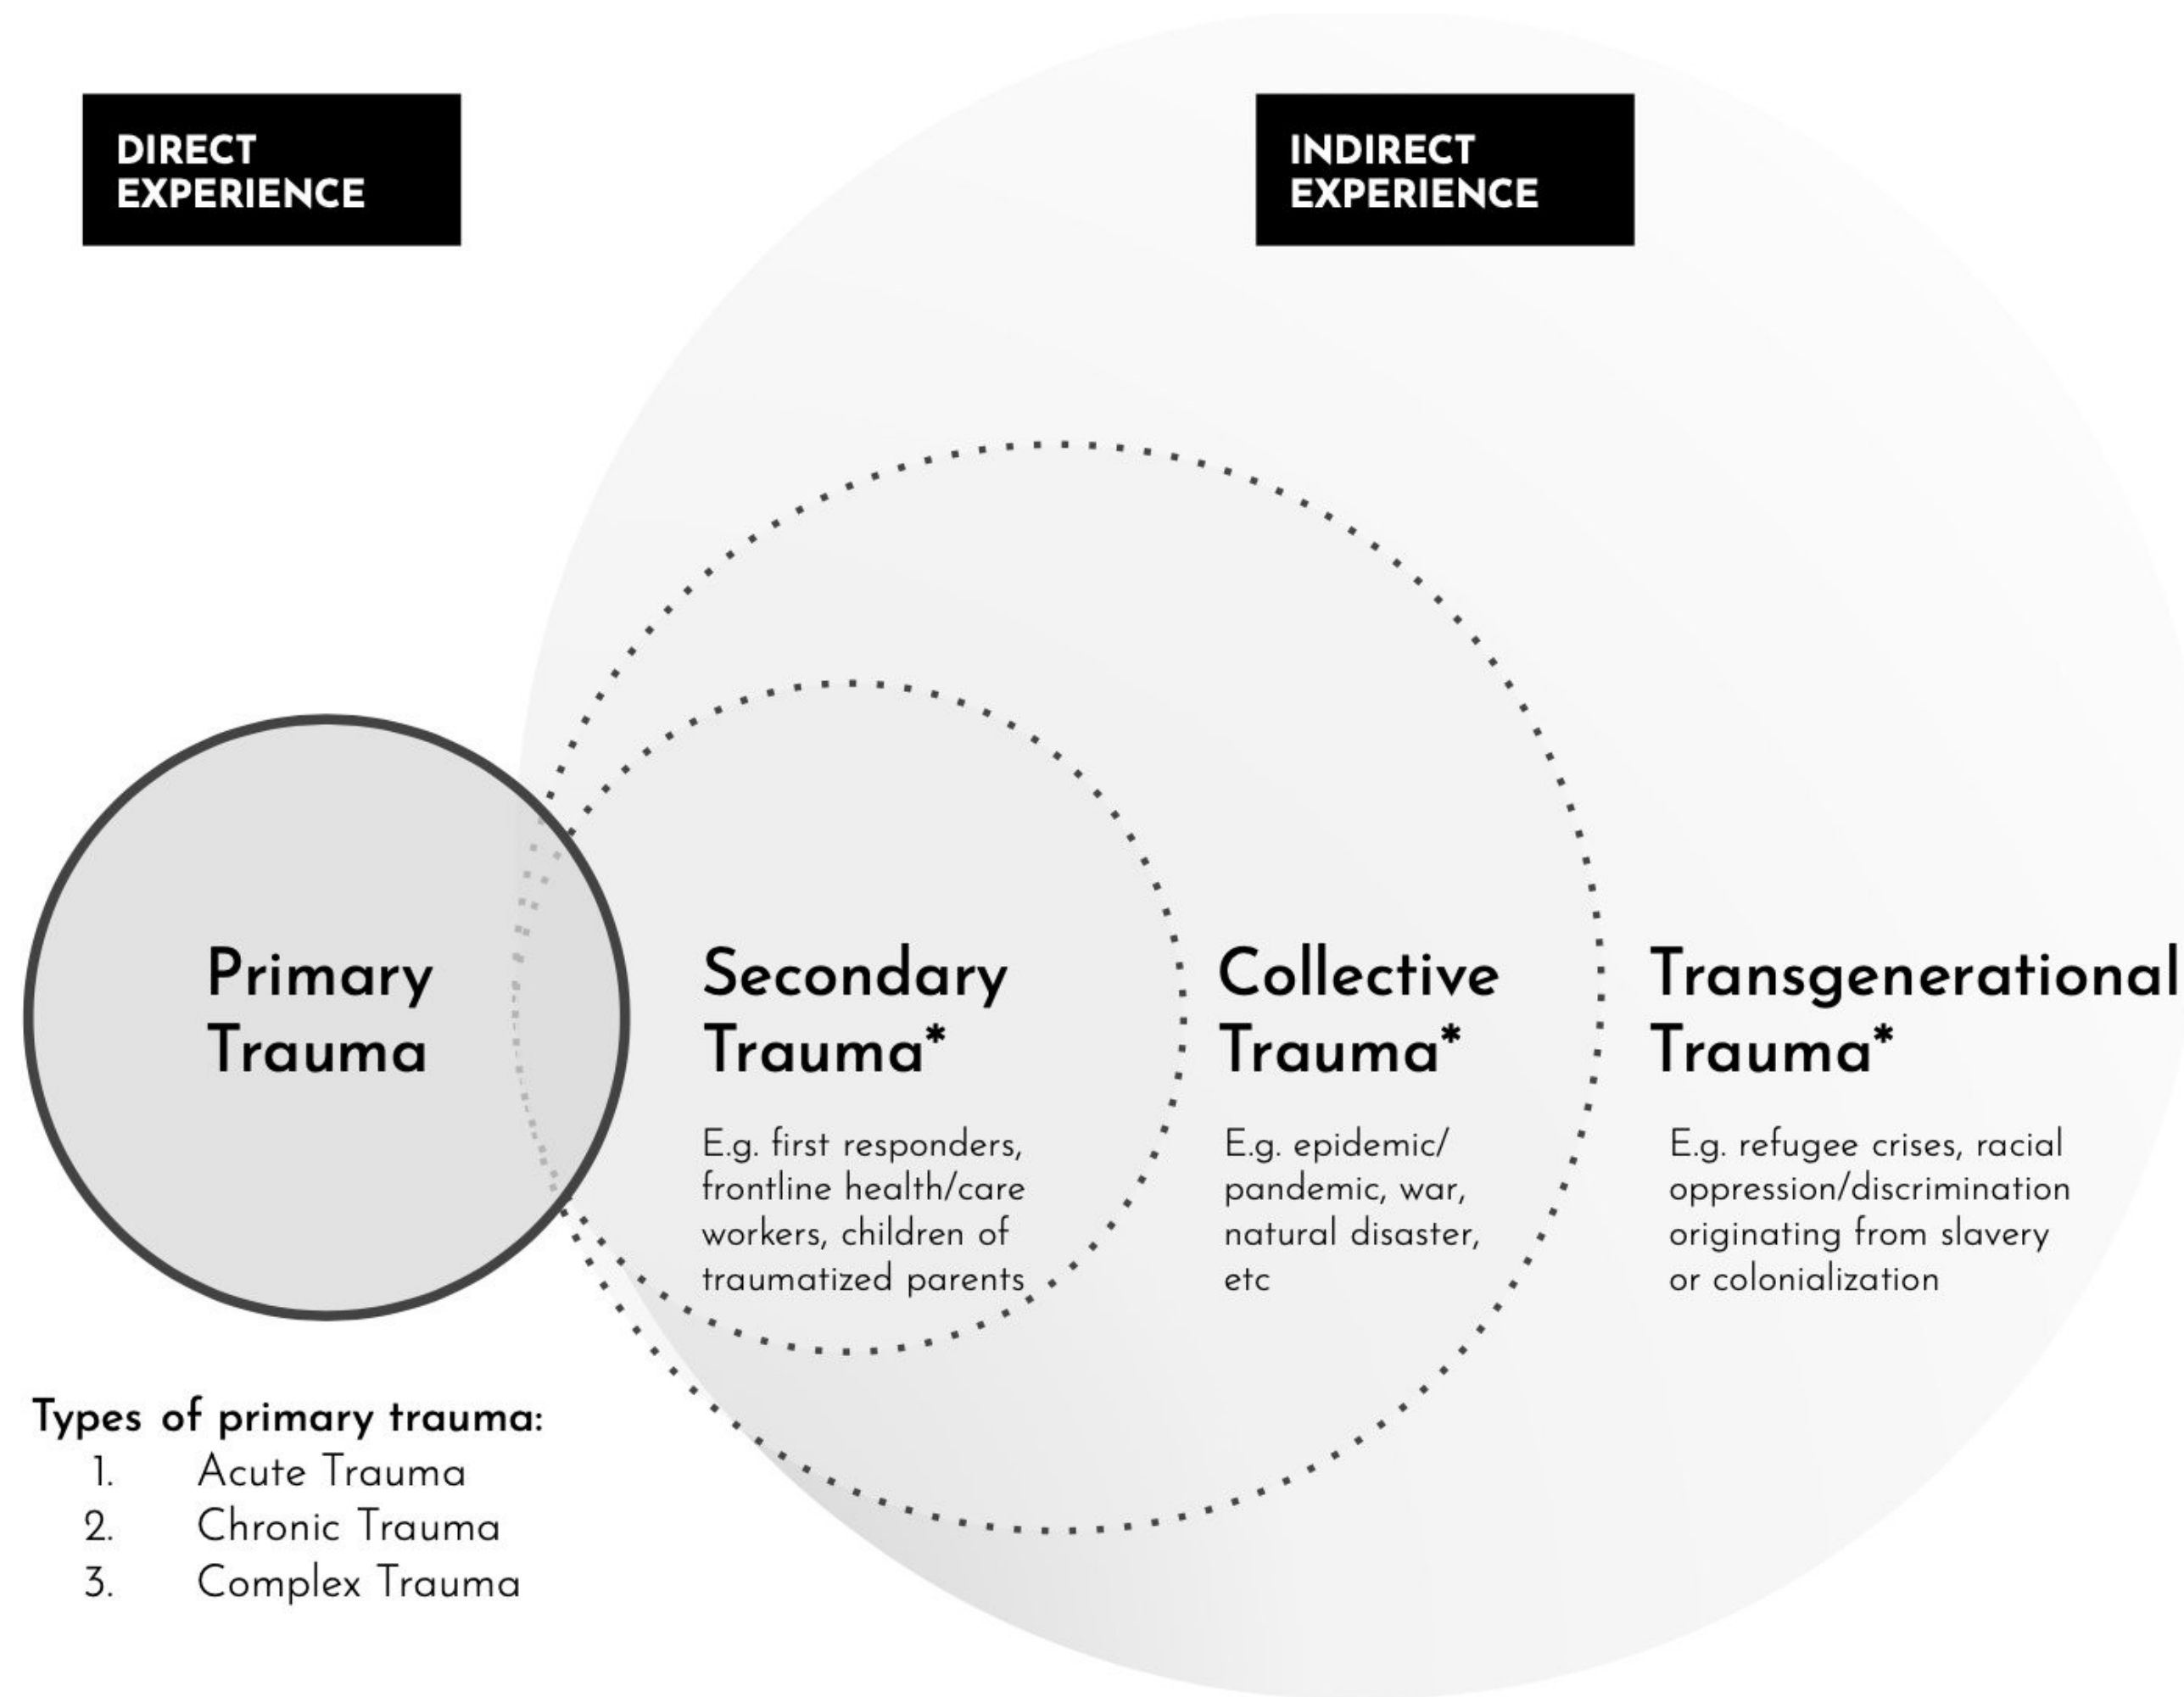 DIRECT
EXPERIENCE
INDIRECT
EXPERIENCE
Primary
Trauma
Secondary
Trauma*
E.g. first responders,
frontline health/care
workers, children of
traumatized parents
Collective
Trauma*
E.g. epidemic/
pandemic, war,
natural disaster,
etc
Transgenerational
Trauma*
E.g. refugee crises, racial
oppression/discrimination
originating from slavery
or colonialization
Types of primary trauma:
1. Acute Trauma
2. Chronic Trauma
3. Complex Trauma